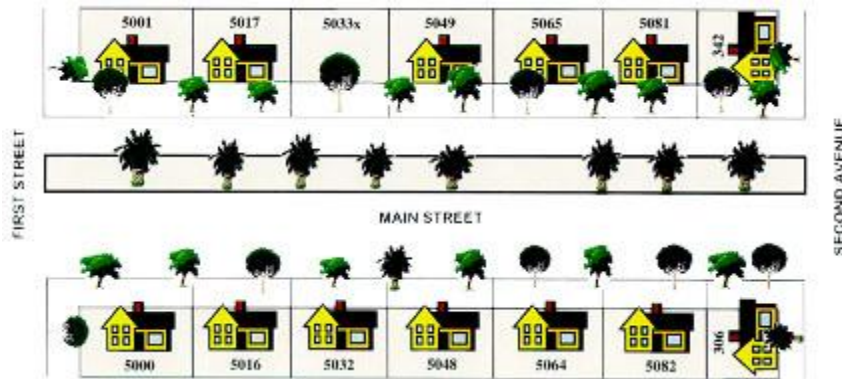 5001 5017 5033x 5049 5065 5081
342
FIRST STREET
SECOND AVENUE
MAIN STREET
306
5000 5016 5032 5048 5064 5082